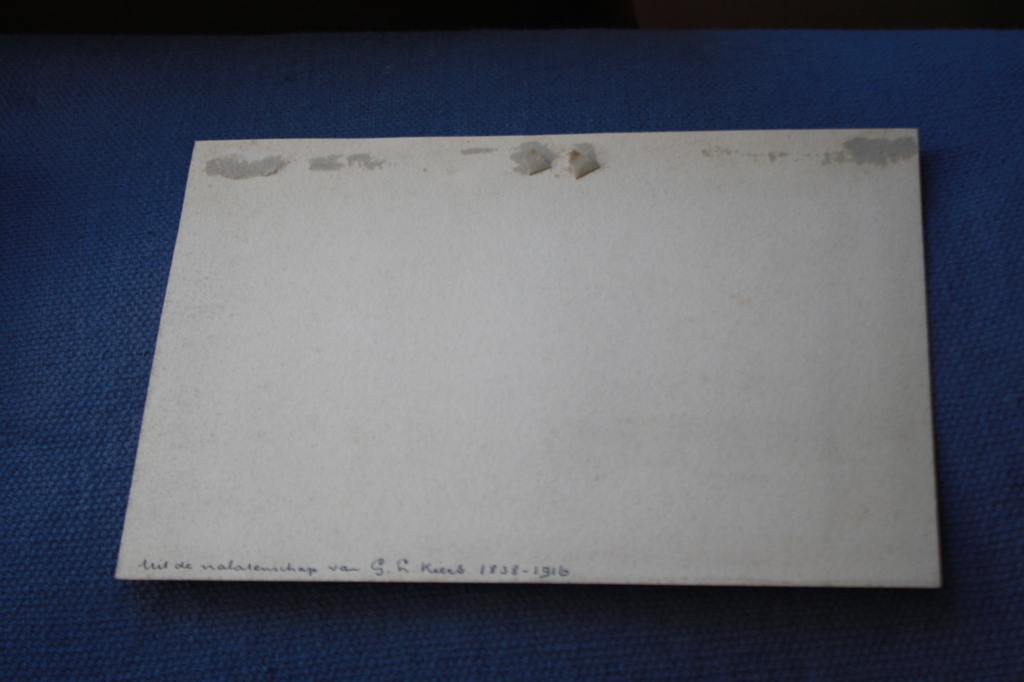 Uit de nalatenschap van G. L. Kiers 1838-1916